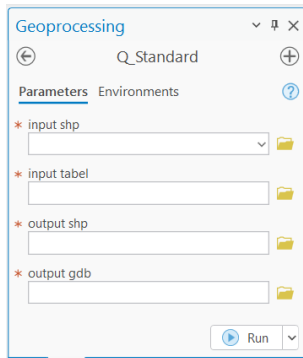 Geoprocessing
Q_Standard
Parameters Environments
* input shp
* input tabel
* output shp
* output gdb
Run